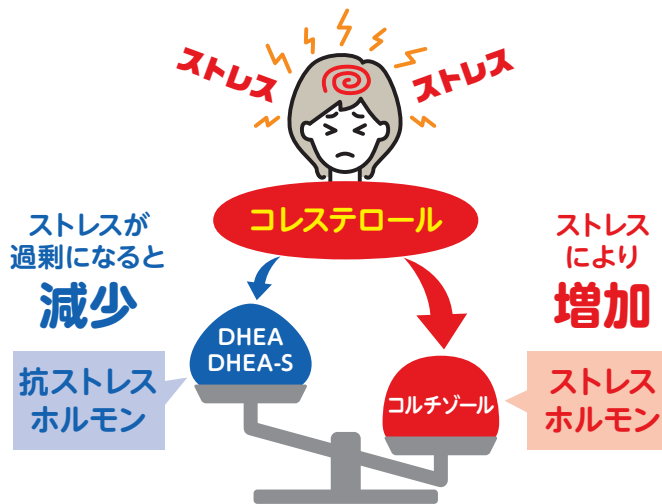 ストレス
ストレス
コレステロール
ストレスが
過剰になると
減少
ストレス
により
増加
DHEA
DHEA-S
抗ストレス
ホルモン
コルチゾール
ストレス
ホルモン